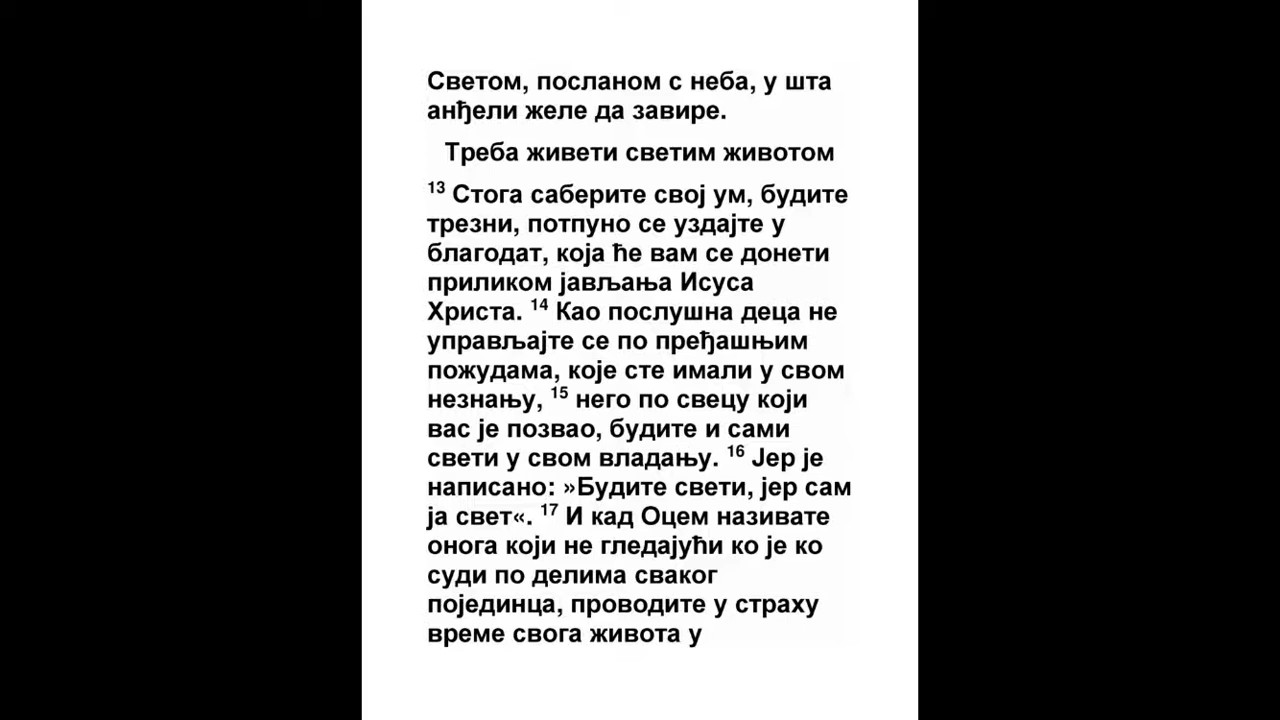 Светом, посланом с неба, у шта
анђели желе да завире.
Треба живети светим животом
13 Стога саберите свој ум, будите
трезни, потпуно се уздајте у
благодат, која ће вам се донети
приликом јављања Исуса
Христа. 14 Као послушна деца не
управљајте се по пређашњим
пожудама, које сте имали у свом
незнању, 15 него по свецу који
вас је позвао, будите и сами
свети у свом владању. 16 Јер је
написано: »Будите свети, јер сам
ја свет«. 17 И кад Оцем називате
онога који не гледајући ко је ко
суди по делима сваког
појединца, проводите у страху
време свога живота у